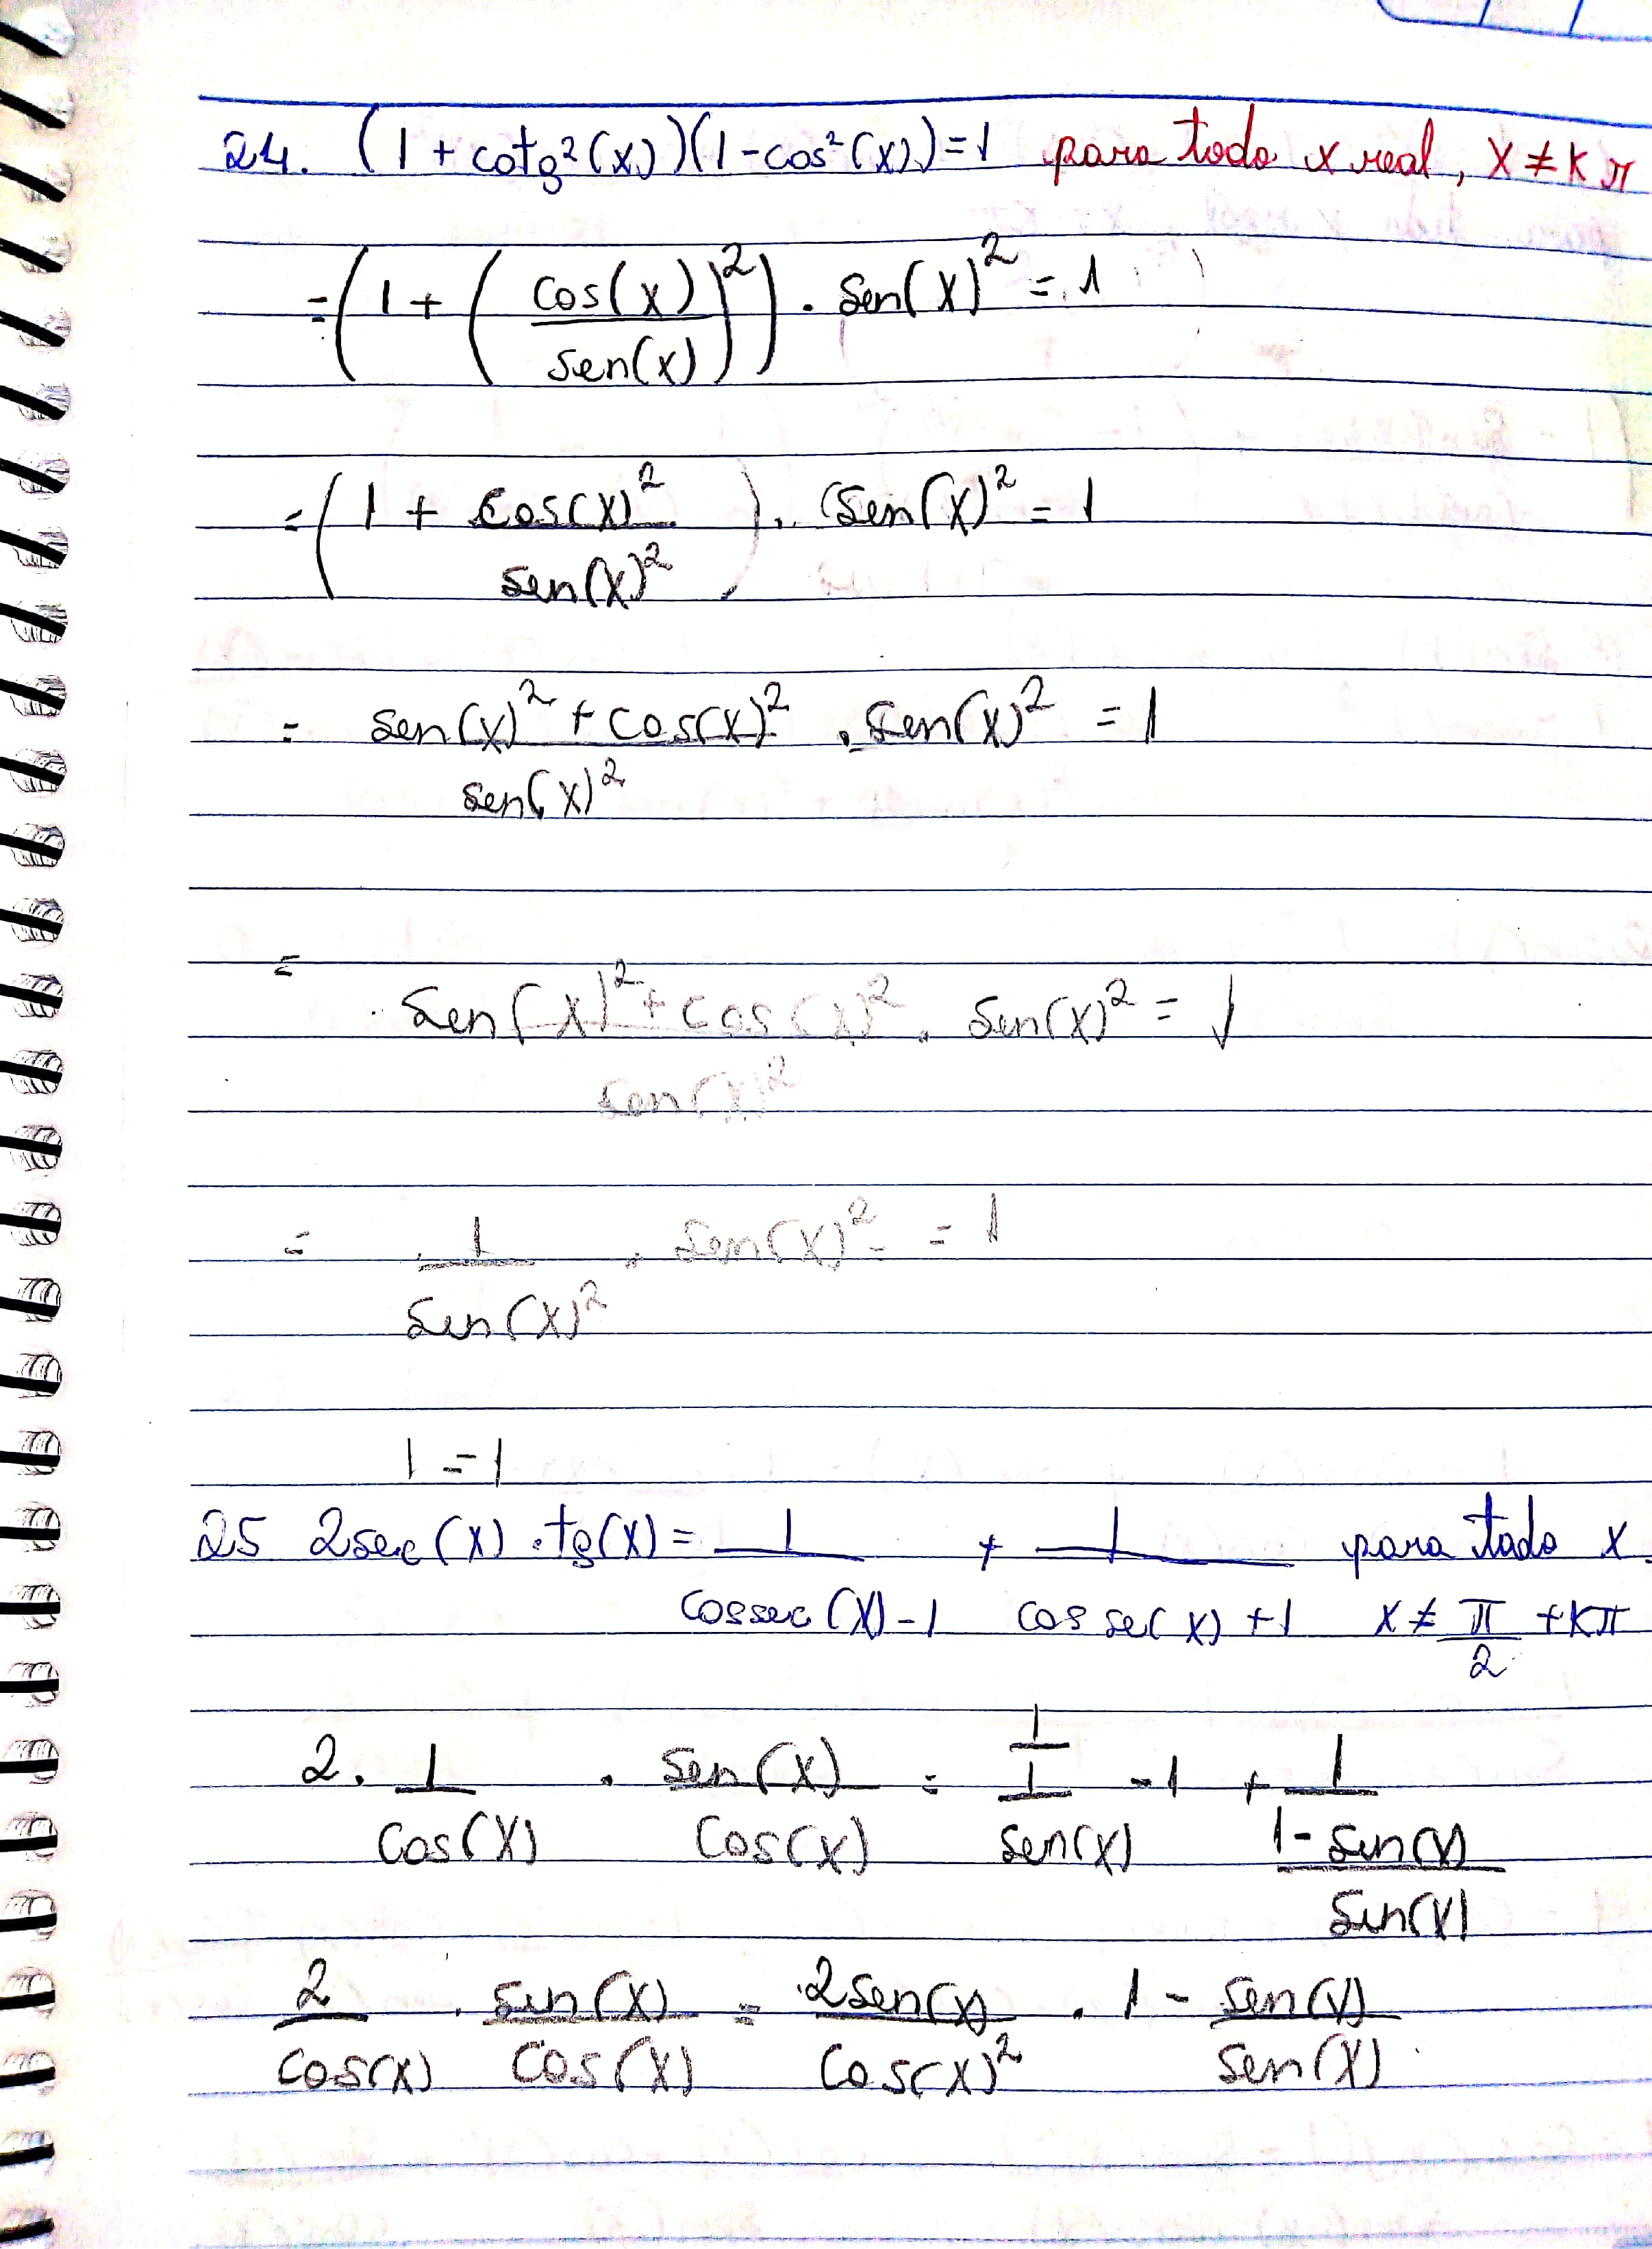 24. (1 + cotg²(x))(1 - cos²(x)) = 1 para todo x real, x ≠ kπ
= (1 + (cos(x)/sen(x))²) . sen(x)² = 1
= (1 + cos(x)²/sen(x)²) . (sen(x)² = 1
= sen(x)² + cos(x)²/sen(x)² . sen(x)² = 1
= sen(x)² + cos(x)²/sen(x)² . sen(x)² = 1
= 1/sen(x)² . sen(x)² = 1
1 = 1
25 2sec(x) . tg(x) = 1/cossec(x) - 1 + 1/cossec(x) + 1 para todo x x ≠ π/2 + kπ
2 . 1/cos(x) . sen(x)/cos(x) = 1/1/sen(x) - 1 + 1/1 - sen(x)/sen(x)
2/cos(x) . sen(x)/cos(x) = 2sen(x)/cos(x)² . 1 - sen(x)/sen(x)